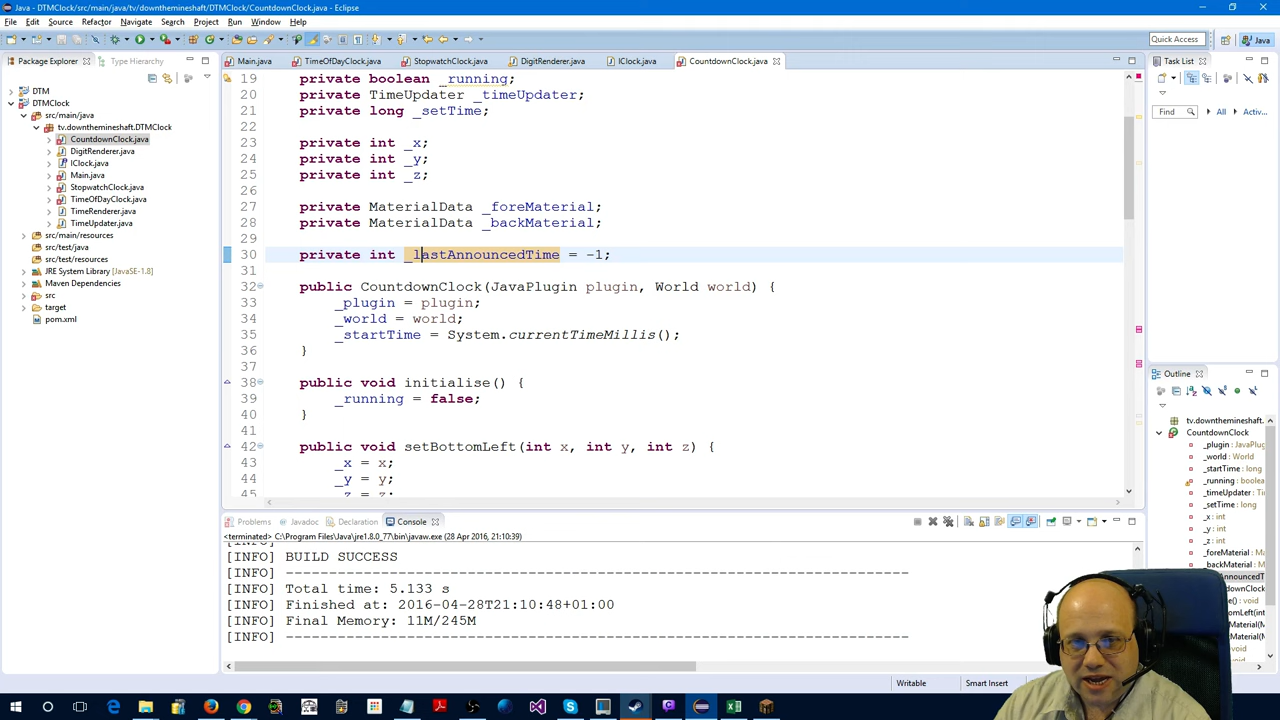 Java - DTMClock/src/main/java/tv/downthemineshaft/DTMClock/CountdownClock.java - Eclipse
File Edit Source Refactor Navigate Search Project Run Window Help
Quick Access
Java
Package Explorer
Type Hierarchy
Main.java
TimeOfDayClock.java
StopwatchClock.java
DigitRenderer.java
IClock.java
CountdownClock.java
Task List
DTM
DTMClock
src/main/java
tv.downthemineshaft.DTMClock
CountdownClock.java
DigitRenderer.java
IClock.java
Main.java
StopwatchClock.java
TimeOfDayClock.java
TimeRenderer.java
TimeUpdater.java
src/main/resources
src/test/java
src/test/resources
JRE System Library [JavaSE-1.8]
Maven Dependencies
src
target
pom.xml
19 private boolean _running;
20 private TimeUpdater _timeUpdater;
21 private long _setTime;
22
23 private int _x;
24 private int _y;
25 private int _z;
26
27 private MaterialData _foreMaterial;
28 private MaterialData _backMaterial;
29
30 private int _lastAnnouncedTime = -1;
31
32 public CountdownClock(JavaPlugin plugin, World world) {
33 _plugin = plugin;
34 _world = world;
35 _startTime = System.currentTimeMillis();
36 }
37
38 public void initialise() {
39 _running = false;
40 }
41
42 public void setBottomLeft(int x, int y, int z) {
43 _x = x;
44 _y = y;
45 _z = z;
Find
All
Activ...
Outline
tv.downthemineshaft.D
CountdownClock
_plugin : JavaPlug
_world : World
_startTime : long
_running : boolea
_timeUpdater : Ti
_setTime : long
_x : int
_y : int
_z : int
_foreMaterial : M
_backMaterial : M
Problems
Javadoc
Declaration
Console
<terminated> C:\Program Files\Java\jre1.8.0_77\bin\javaw.exe (28 Apr 2016, 21:10:39)
[INFO] BUILD SUCCESS
[INFO] ------------------------------------------------------------------------
[INFO] Total time: 5.133 s
[INFO] Finished at: 2016-04-28T21:10:48+01:00
[INFO] Final Memory: 11M/245M
[INFO] ------------------------------------------------------------------------
Writable
Smart Insert